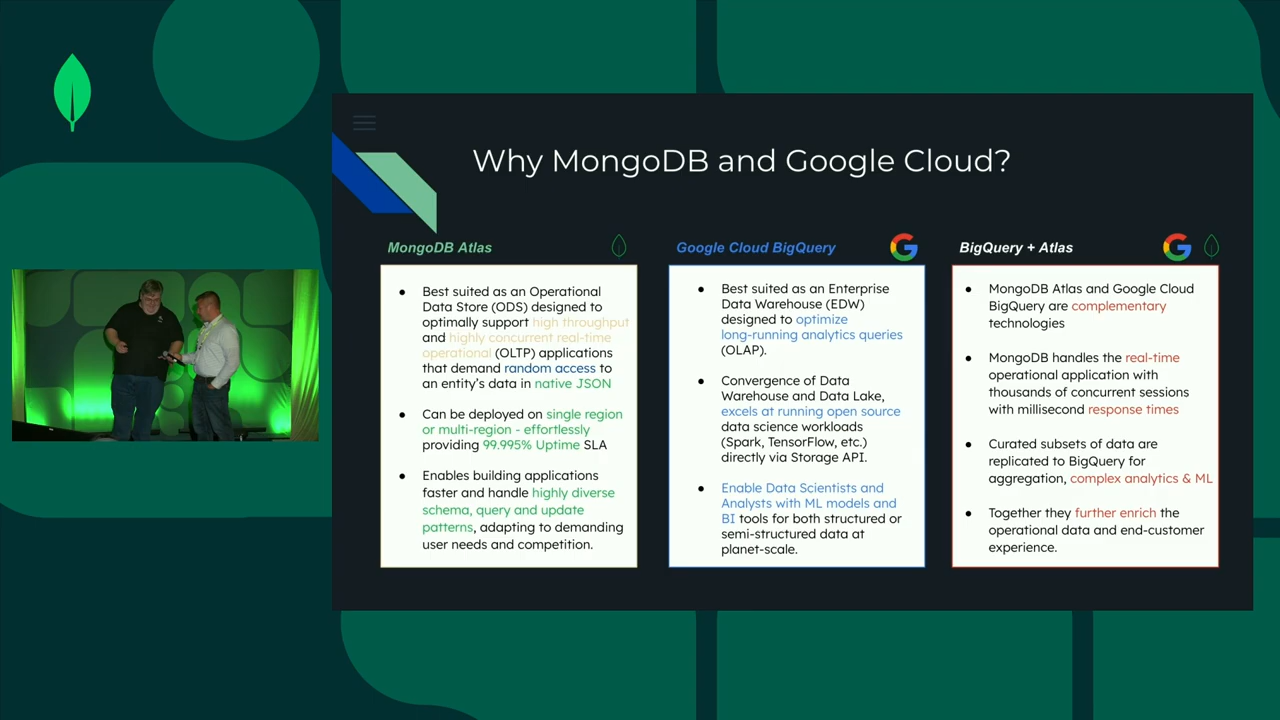 Why MongoDB and Google Cloud?
MongoDB Atlas
● Best suited as an Operational
Data Store (ODS) designed to
optimally support high throughput
and highly concurrent real-time
operational (OLTP) applications
that demand random access to
an entity's data in native JSON
● Can be deployed on single region
or multi-region - effortlessly
providing 99.995% Uptime SLA
● Enables building applications
faster and handle highly diverse
schema, query and update
patterns, adapting to demanding
user needs and competition.
Google Cloud BigQuery
● Best suited as an Enterprise
Data Warehouse (EDW)
designed to optimize
long-running analytics queries
(OLAP).
● Convergence of Data
Warehouse and Data Lake,
excels at running open source
data science workloads
(Spark, TensorFlow, etc.)
directly via Storage API.
● Enable Data Scientists and
Analysts with ML models and
BI tools for both structured or
semi-structured data at
planet-scale.
BigQuery + Atlas
● MongoDB Atlas and Google Cloud
BigQuery are complementary
technologies
● MongoDB handles the real-time
operational application with
thousands of concurrent sessions
with millisecond response times
● Curated subsets of data are
replicated to BigQuery for
aggregation, complex analytics & ML
● Together they further enrich the
operational data and end-customer
experience.